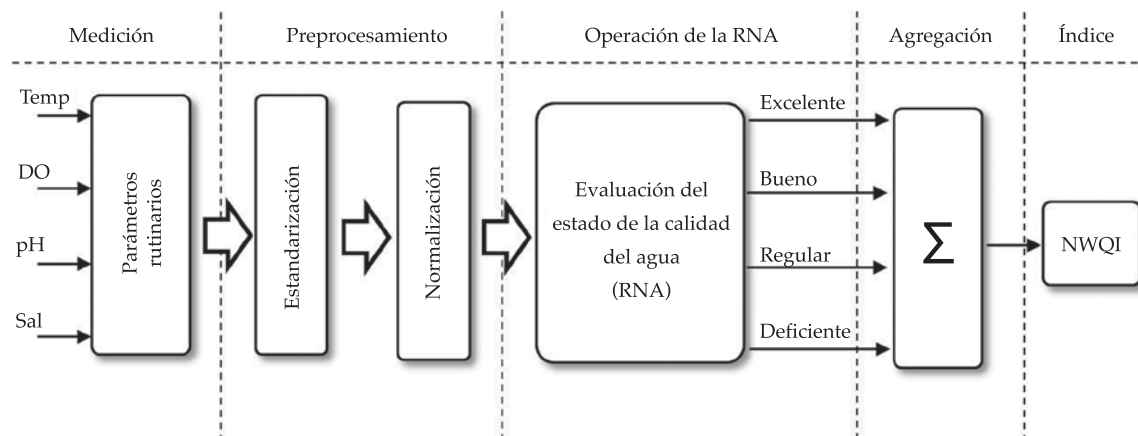 Medición
Preprocesamiento
Operación de la RNA
Agregación
Índice
Temp
DO
pH
Sal
Parámetros
rutinarios
Estandarización
Normalización
Evaluación del
estado de la calidad
del agua
(RNA)
Excelente
Bueno
Regular
Deficiente
Σ
NWQI